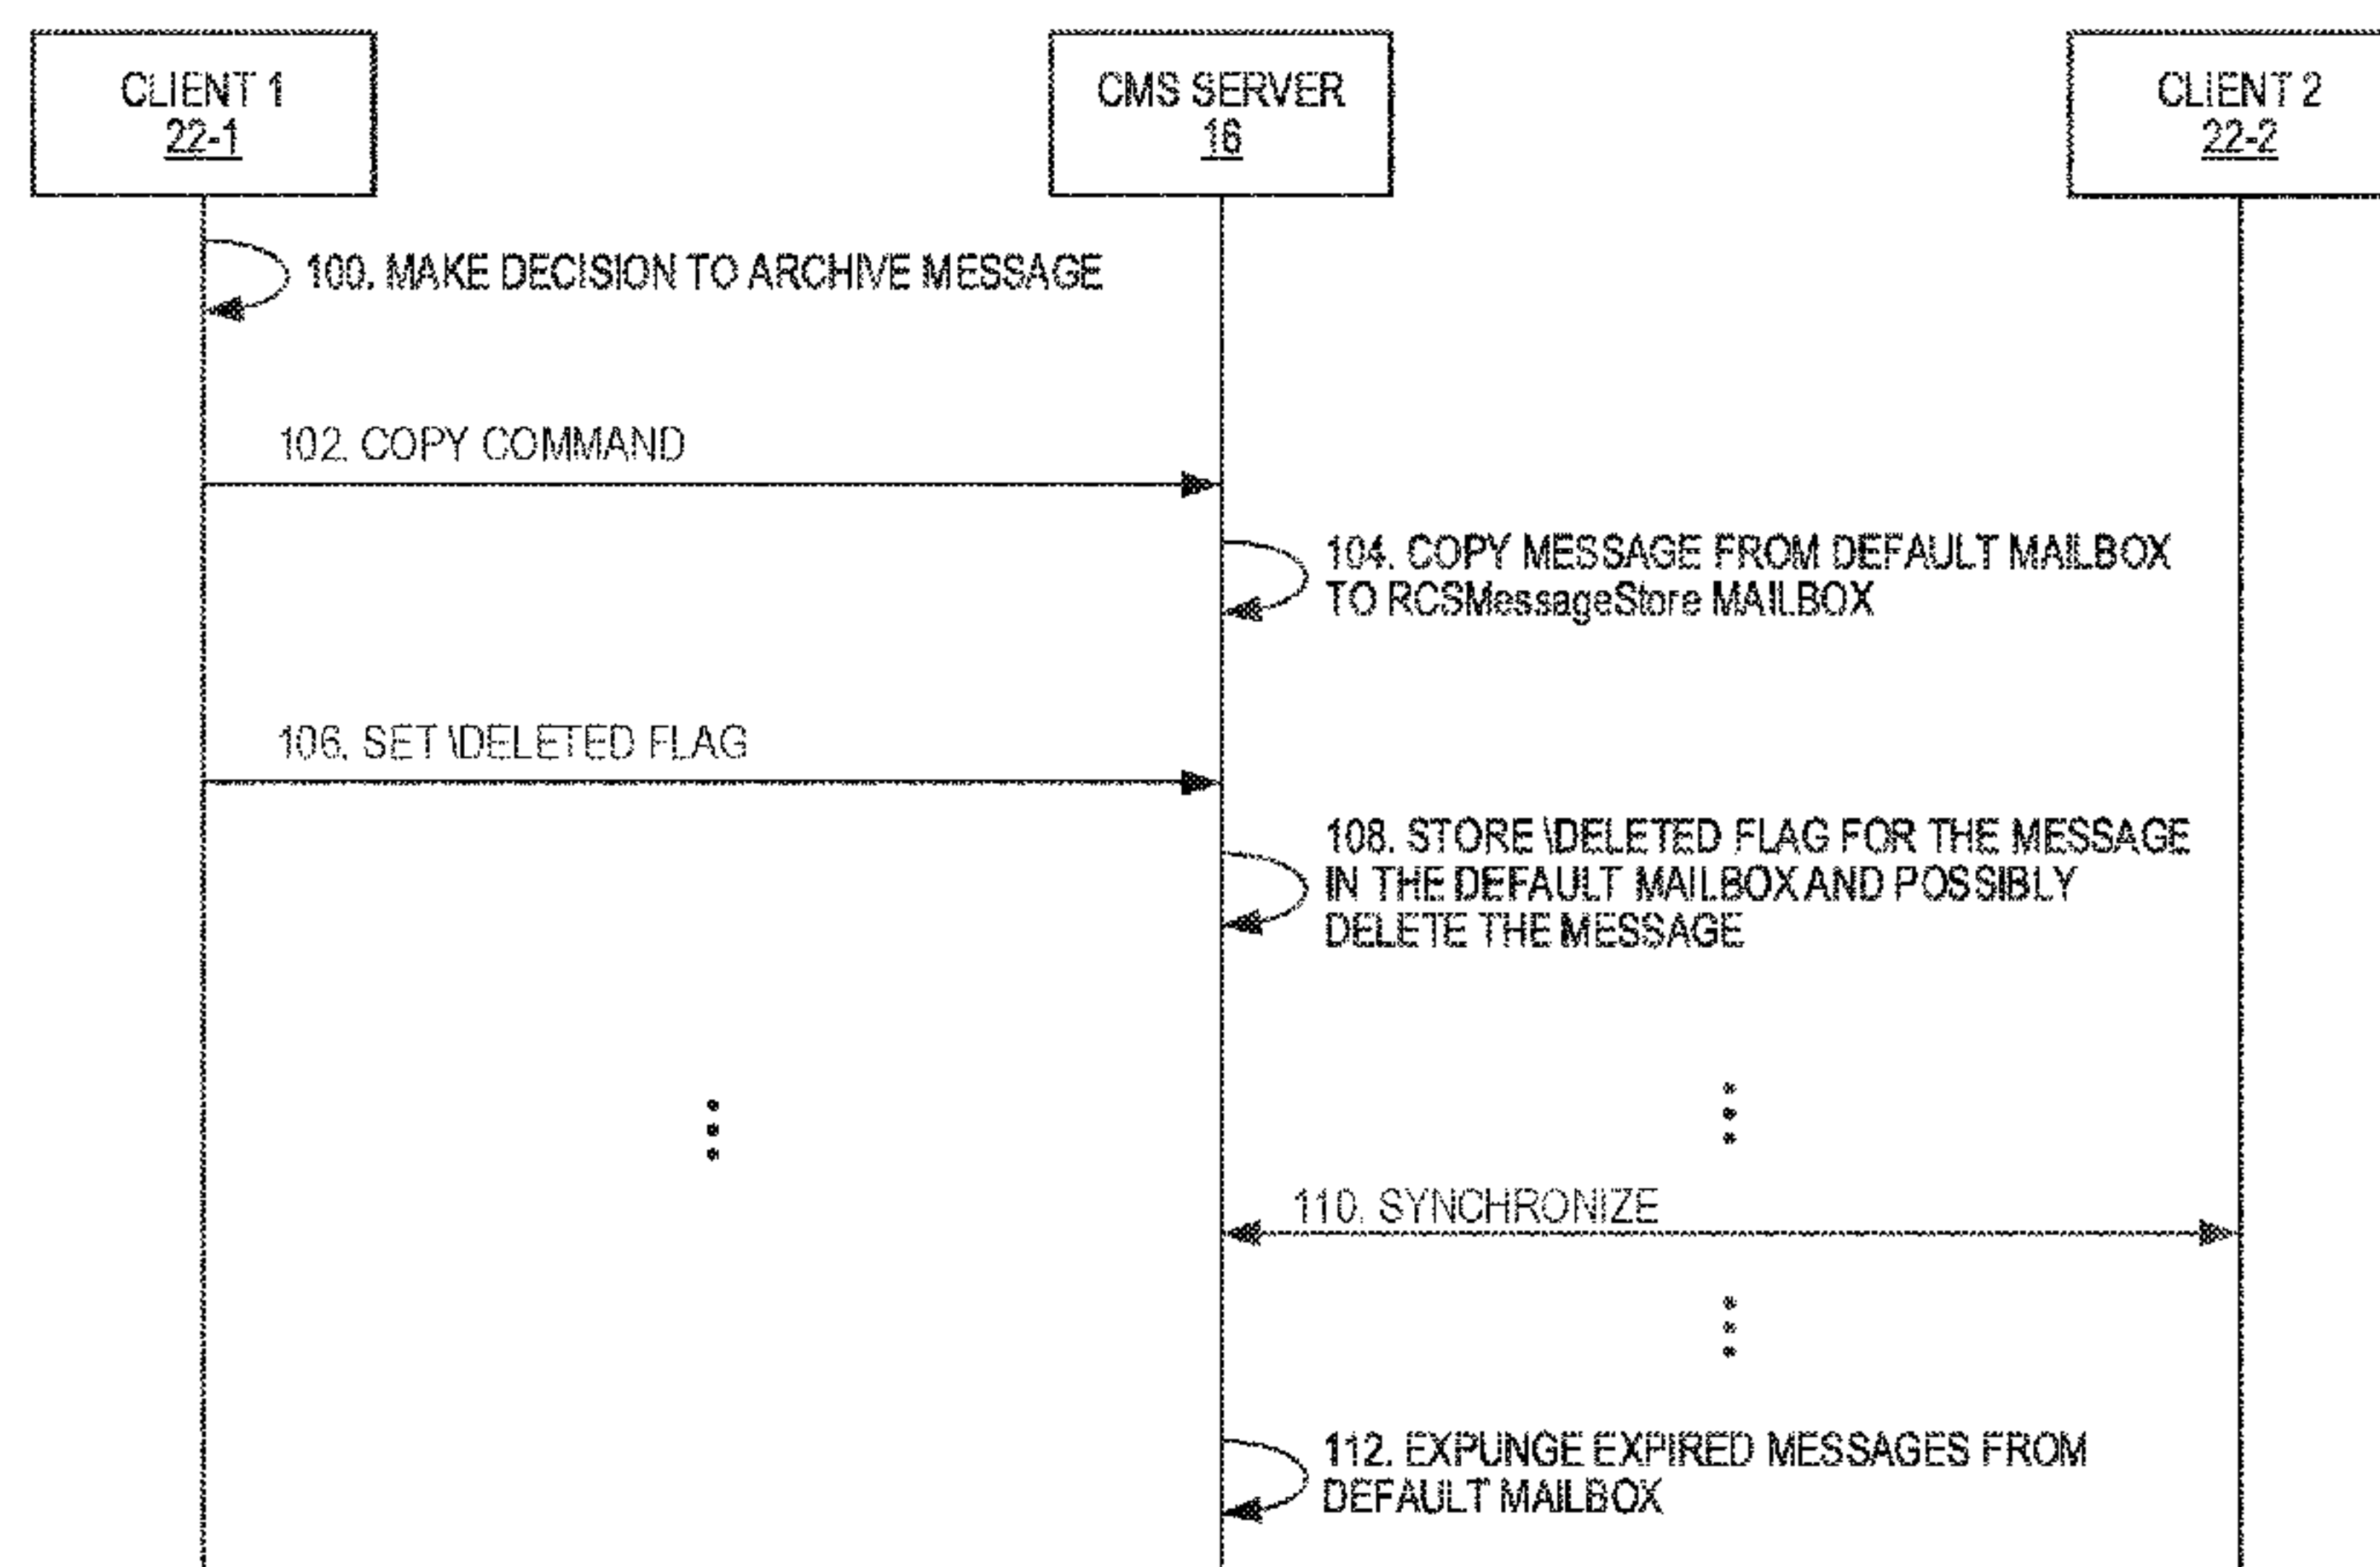 CLIENT 1
22-1
CMS SERVER
16
CLIENT 2
22-2
100. MAKE DECISION TO ARCHIVE MESSAGE
102. COPY COMMAND
104. COPY MESSAGE FROM DEFAULT MAILBOX
TO RCSMessageStore MAILBOX
106. SET \DELETED FLAG
108. STORE \DELETED FLAG FOR THE MESSAGE
IN THE DEFAULT MAILBOX AND POSSIBLY
DELETE THE MESSAGE
110. SYNCHRONIZE
112. EXPUNGE EXPIRED MESSAGES FROM
DEFAULT MAILBOX